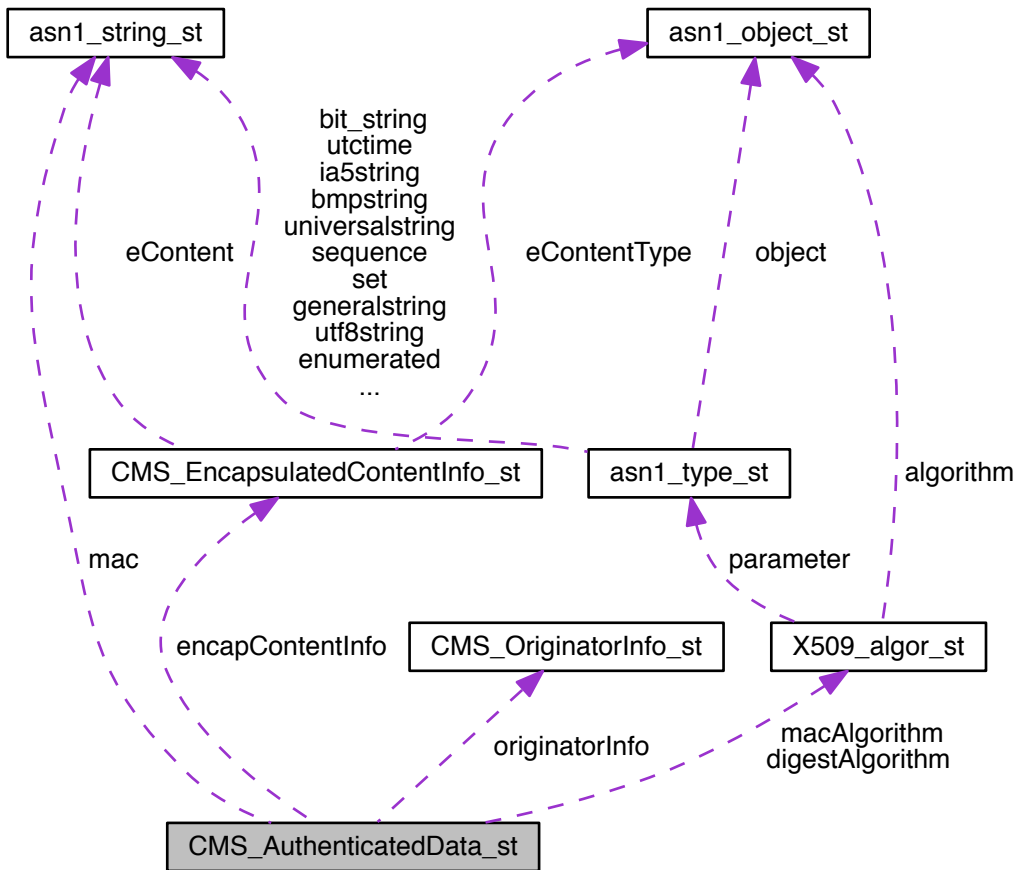 asn1_string_st
asn1_object_st
bit_string
utctime
ia5string
bmpstring
universalstring
sequence
set
generalstring
utf8string
enumerated
...
eContent
eContentType
object
CMS_EncapsulatedContentInfo_st
asn1_type_st
algorithm
mac
parameter
encapContentInfo
CMS_OriginatorInfo_st
X509_algor_st
originatorInfo
macAlgorithm
digestAlgorithm
CMS_AuthenticatedData_st